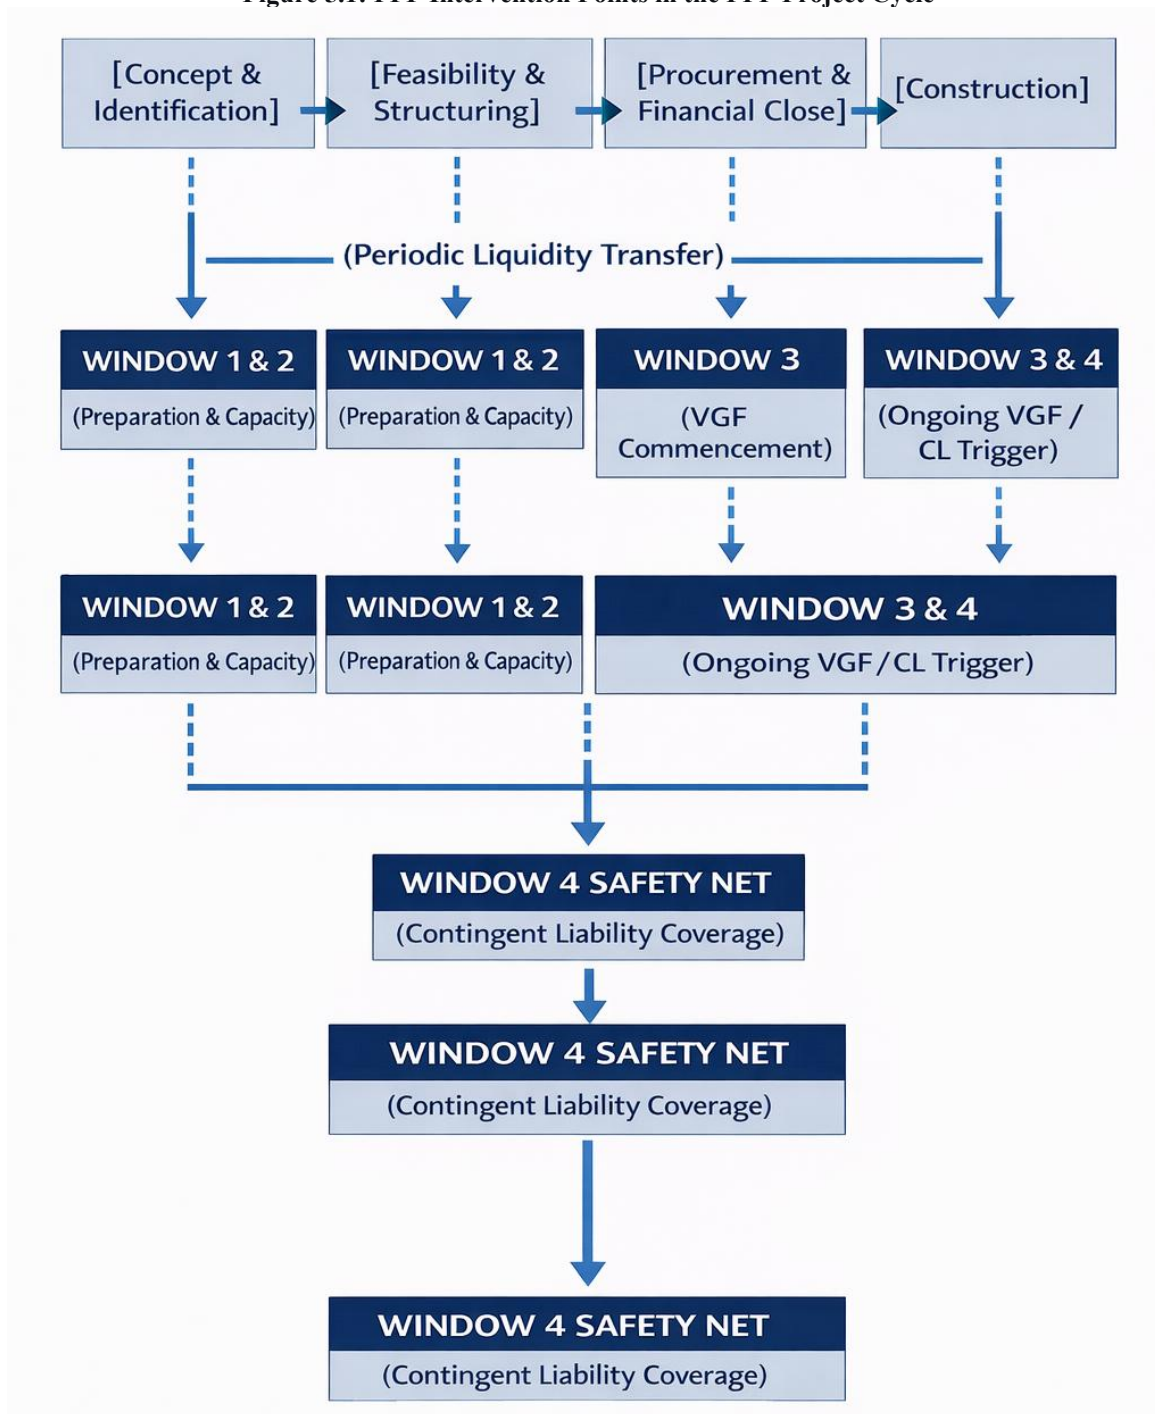 [Concept &
Identification]
[Feasibility &
Structuring]
[Procurement &
Financial Close]
[Construction]
(Periodic Liquidity Transfer)
WINDOW 1 & 2
(Preparation & Capacity)
WINDOW 1 & 2
(Preparation & Capacity)
WINDOW 3
(VGF
Commencement)
WINDOW 3 & 4
(Ongoing VGF /
CL Trigger)
WINDOW 1 & 2
(Preparation & Capacity)
WINDOW 1 & 2
(Preparation & Capacity)
WINDOW 3 & 4
(Ongoing VGF/CL Trigger)
WINDOW 4 SAFETY NET
(Contingent Liability Coverage)
WINDOW 4 SAFETY NET
(Contingent Liability Coverage)
WINDOW 4 SAFETY NET
(Contingent Liability Coverage)